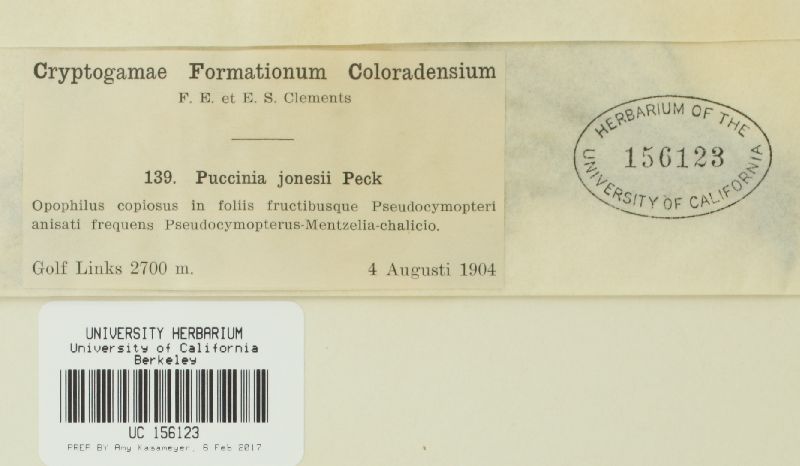 Cryptogamae Formationum Coloradensium
F. E. et E. S. Clements
139. Puccinia jonesii Peck
Opophilus copiosus in foliis fructibusque Pseudocymopteri
anisati frequens Pseudocymopterus-Mentzelia-chalicio.
Golf Links 2700 m. 4 Augusti 1904
HERBARIUM OF THE
156123
UNIVERSITY OF CALIFORNIA
UNIVERSITY HERBARIUM
University of California
Berkeley
UC 156123
PREP BY Amy Kasameyer, 6 Feb 2017